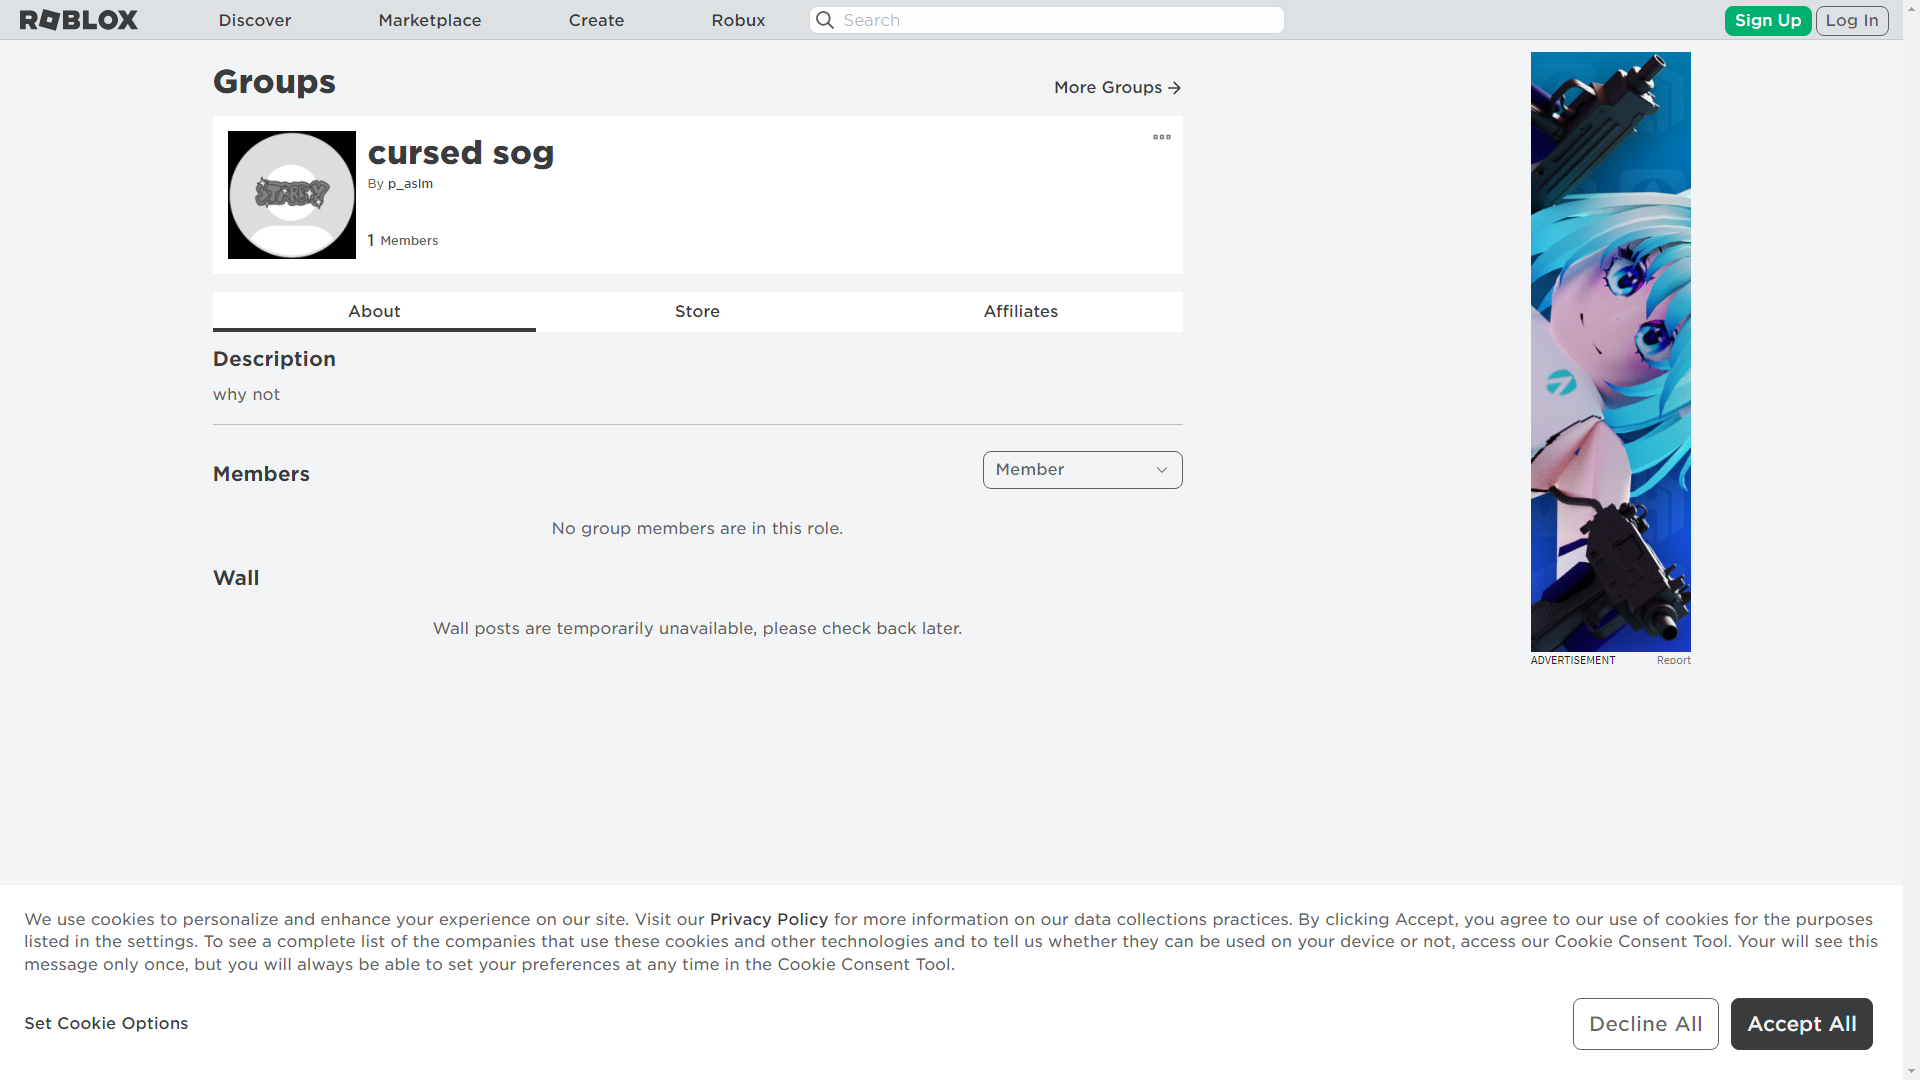 ROBLOX Discover Marketplace Create Robux Search Sign Up Log In
Groups
More Groups
cursed sog
By p_aslm
1 Members
About Store Affiliates
Description
why not
Members
Member
No group members are in this role.
Wall
Wall posts are temporarily unavailable, please check back later.
ADVERTISEMENT Report
We use cookies to personalize and enhance your experience on our site. Visit our Privacy Policy for more information on our data collections practices. By clicking Accept, you agree to our use of cookies for the purposes
listed in the settings. To see a complete list of the companies that use these cookies and other technologies and to tell us whether they can be used on your device or not, access our Cookie Consent Tool. Your will see this
message only once, but you will always be able to set your preferences at any time in the Cookie Consent Tool.
Set Cookie Options
Decline All Accept All